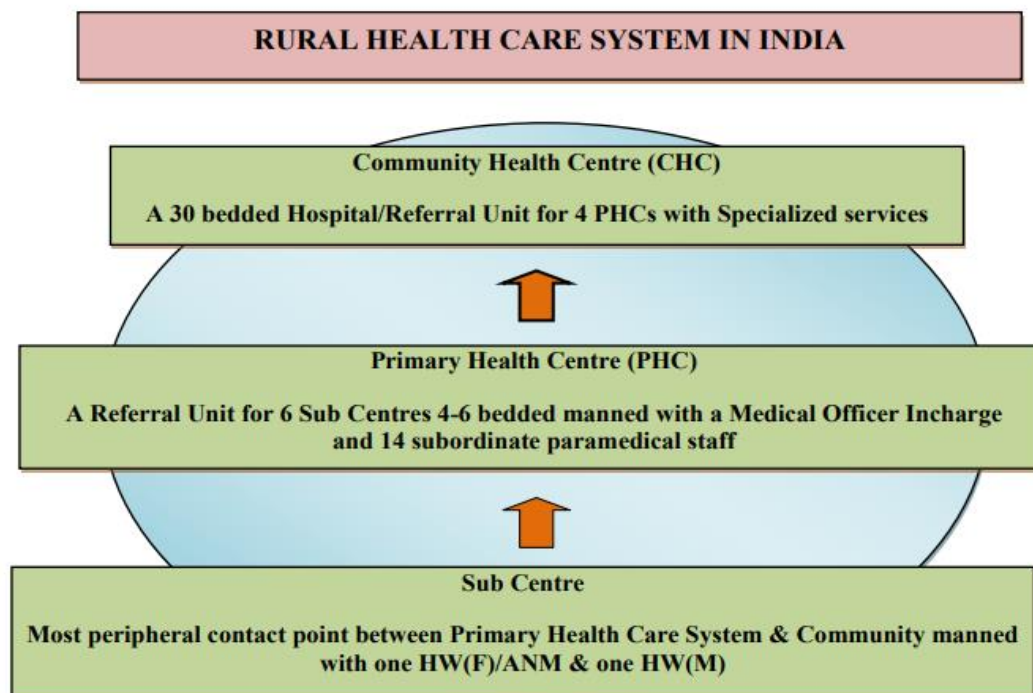 RURAL HEALTH CARE SYSTEM IN INDIA
Community Health Centre (CHC)
A 30 bedded Hospital/Referral Unit for 4 PHCs with Specialized services
Primary Health Centre (PHC)
A Referral Unit for 6 Sub Centres 4-6 bedded manned with a Medical Officer Incharge
and 14 subordinate paramedical staff
Sub Centre
Most peripheral contact point between Primary Health Care System & Community manned
with one HW(F)/ANM & one HW(M)